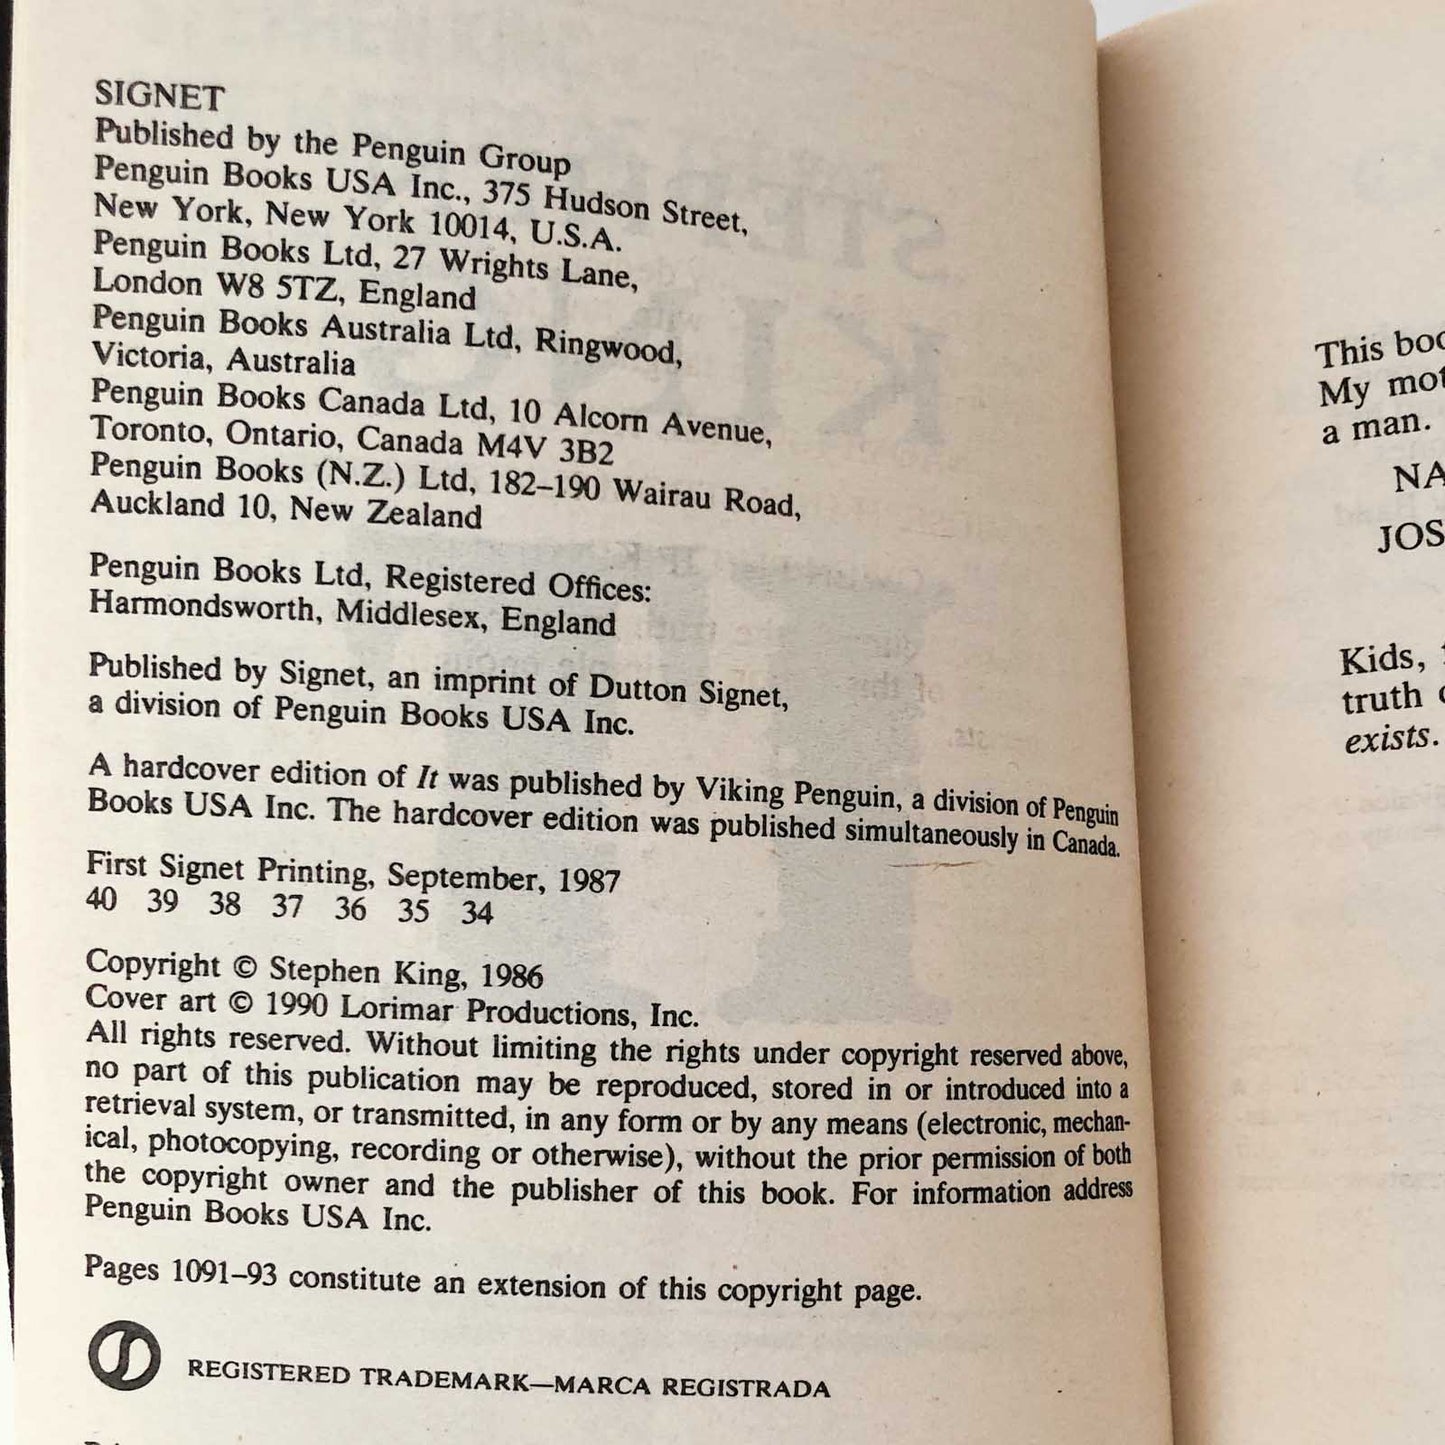 SIGNET
Published by the Penguin Group
Penguin Books USA Inc., 375 Hudson Street,
New York, New York 10014, U.S.A.
Penguin Books Ltd, 27 Wrights Lane,
London W8 5TZ, England
Penguin Books Australia Ltd, Ringwood,
Victoria, Australia
Penguin Books Canada Ltd, 10 Alcorn Avenue,
Toronto, Ontario, Canada M4V 3B2
Penguin Books (N.Z.) Ltd, 182–190 Wairau Road,
Auckland 10, New Zealand
Penguin Books Ltd, Registered Offices:
Harmondsworth, Middlesex, England
Published by Signet, an imprint of Dutton Signet,
a division of Penguin Books USA Inc.
A hardcover edition of It was published by Viking Penguin, a division of Penguin
Books USA Inc. The hardcover edition was published simultaneously in Canada.
First Signet Printing, September, 1987
40 39 38 37 36 35 34
Copyright © Stephen King, 1986
Cover art © 1990 Lorimar Productions, Inc.
All rights reserved. Without limiting the rights under copyright reserved above,
no part of this publication may be reproduced, stored in or introduced into a
retrieval system, or transmitted, in any form or by any means (electronic, mechan-
ical, photocopying, recording or otherwise), without the prior permission of both
the copyright owner and the publisher of this book. For information address
Penguin Books USA Inc.
Pages 1091–93 constitute an extension of this copyright page.
REGISTERED TRADEMARK—MARCA REGISTRADA
This
My
a man.
Kids,
truth
exists.